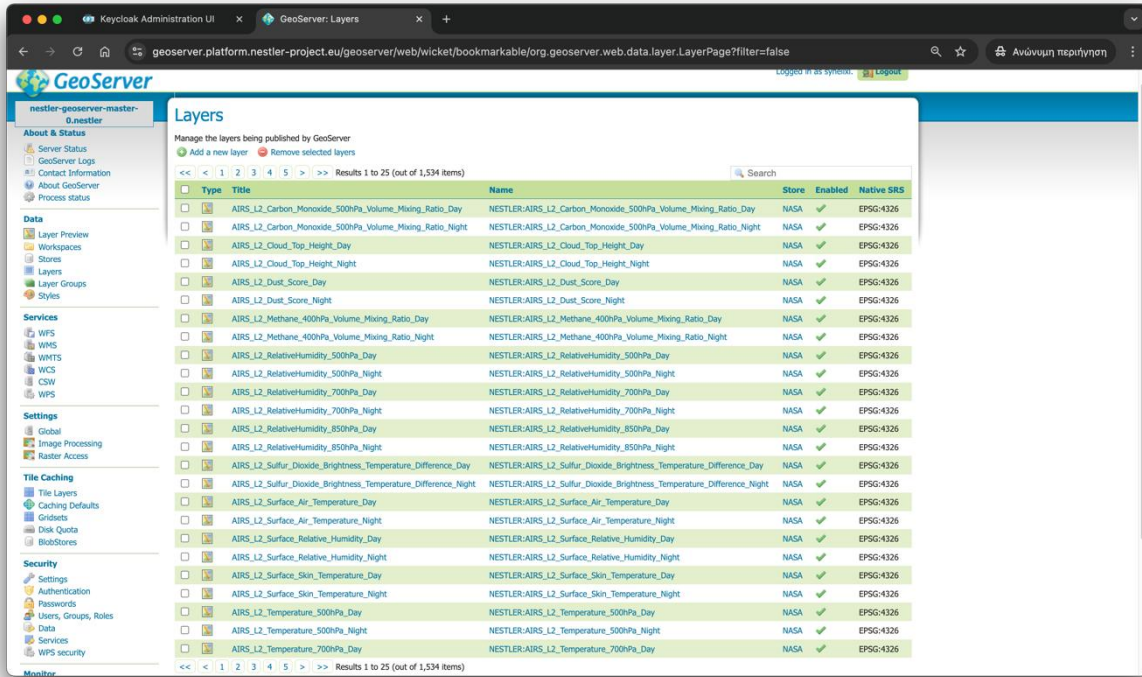 Keycloak Administration UI
GeoServer: Layers
geoserver.platform.nestler-project.eu/geoserver/web/wicket/bookmarkable/org.geoserver.web.data.layer.LayerPage?filter=false
Ανώνυμη περιήγηση
GeoServer
Logged in as synelixi.
Logout
nestler-geoserver-master-
0.nestler
About & Status
Server Status
GeoServer Logs
Contact Information
About GeoServer
Process status
Data
Layer Preview
Workspaces
Stores
Layers
Layer Groups
Styles
Services
WFS
WMS
WMTS
WCS
CSW
WPS
Settings
Global
Image Processing
Raster Access
Tile Caching
Tile Layers
Caching Defaults
Gridsets
Disk Quota
BlobStores
Security
Settings
Authentication
Passwords
Users, Groups, Roles
Data
Services
WPS security
Monitor
Layers
Manage the layers being published by GeoServer
Add a new layer Remove selected layers
<< < 1 2 3 4 5 > >> Results 1 to 25 (out of 1,534 items) Search
Type Title Name Store Enabled Native SRS
AIRS_L2_Carbon_Monoxide_500hPa_Volume_Mixing_Ratio_Day NESTLER:AIRS_L2_Carbon_Monoxide_500hPa_Volume_Mixing_Ratio_Day NASA EPSG:4326
AIRS_L2_Carbon_Monoxide_500hPa_Volume_Mixing_Ratio_Night NESTLER:AIRS_L2_Carbon_Monoxide_500hPa_Volume_Mixing_Ratio_Night NASA EPSG:4326
AIRS_L2_Cloud_Top_Height_Day NESTLER:AIRS_L2_Cloud_Top_Height_Day NASA EPSG:4326
AIRS_L2_Cloud_Top_Height_Night NESTLER:AIRS_L2_Cloud_Top_Height_Night NASA EPSG:4326
AIRS_L2_Dust_Score_Day NESTLER:AIRS_L2_Dust_Score_Day NASA EPSG:4326
AIRS_L2_Dust_Score_Night NESTLER:AIRS_L2_Dust_Score_Night NASA EPSG:4326
AIRS_L2_Methane_400hPa_Volume_Mixing_Ratio_Day NESTLER:AIRS_L2_Methane_400hPa_Volume_Mixing_Ratio_Day NASA EPSG:4326
AIRS_L2_Methane_400hPa_Volume_Mixing_Ratio_Night NESTLER:AIRS_L2_Methane_400hPa_Volume_Mixing_Ratio_Night NASA EPSG:4326
AIRS_L2_RelativeHumidity_500hPa_Day NESTLER:AIRS_L2_RelativeHumidity_500hPa_Day NASA EPSG:4326
AIRS_L2_RelativeHumidity_500hPa_Night NESTLER:AIRS_L2_RelativeHumidity_500hPa_Night NASA EPSG:4326
AIRS_L2_RelativeHumidity_700hPa_Day NESTLER:AIRS_L2_RelativeHumidity_700hPa_Day NASA EPSG:4326
AIRS_L2_RelativeHumidity_700hPa_Night NESTLER:AIRS_L2_RelativeHumidity_700hPa_Night NASA EPSG:4326
AIRS_L2_RelativeHumidity_850hPa_Day NESTLER:AIRS_L2_RelativeHumidity_850hPa_Day NASA EPSG:4326
AIRS_L2_RelativeHumidity_850hPa_Night NESTLER:AIRS_L2_RelativeHumidity_850hPa_Night NASA EPSG:4326
AIRS_L2_Sulfur_Dioxide_Brightness_Temperature_Difference_Day NESTLER:AIRS_L2_Sulfur_Dioxide_Brightness_Temperature_Difference_Day NASA EPSG:4326
AIRS_L2_Sulfur_Dioxide_Brightness_Temperature_Difference_Night NESTLER:AIRS_L2_Sulfur_Dioxide_Brightness_Temperature_Difference_Night NASA EPSG:4326
AIRS_L2_Surface_Air_Temperature_Day NESTLER:AIRS_L2_Surface_Air_Temperature_Day NASA EPSG:4326
AIRS_L2_Surface_Air_Temperature_Night NESTLER:AIRS_L2_Surface_Air_Temperature_Night NASA EPSG:4326
AIRS_L2_Surface_Relative_Humidity_Day NESTLER:AIRS_L2_Surface_Relative_Humidity_Day NASA EPSG:4326
AIRS_L2_Surface_Relative_Humidity_Night NESTLER:AIRS_L2_Surface_Relative_Humidity_Night NASA EPSG:4326
AIRS_L2_Surface_Skin_Temperature_Day NESTLER:AIRS_L2_Surface_Skin_Temperature_Day NASA EPSG:4326
AIRS_L2_Surface_Skin_Temperature_Night NESTLER:AIRS_L2_Surface_Skin_Temperature_Night NASA EPSG:4326
AIRS_L2_Temperature_500hPa_Day NESTLER:AIRS_L2_Temperature_500hPa_Day NASA EPSG:4326
AIRS_L2_Temperature_500hPa_Night NESTLER:AIRS_L2_Temperature_500hPa_Night NASA EPSG:4326
AIRS_L2_Temperature_700hPa_Day NESTLER:AIRS_L2_Temperature_700hPa_Day NASA EPSG:4326
<< < 1 2 3 4 5 > >> Results 1 to 25 (out of 1,534 items)